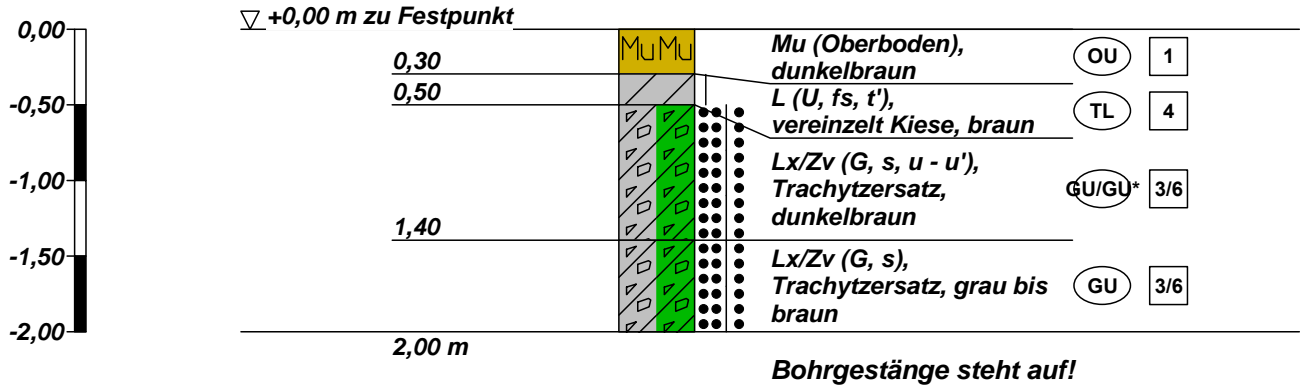 +0,00 m zu Festpunkt
0,00
-0,50
-1,00
-1,50
-2,00
MuMu
0,30
0,50
1,40
2,00 m
Mu (Oberboden),
dunkelbraun
OU 1
L (U, fs, t'),
vereinzelt Kiese, braun
TL 4
Lx/Zv (G, s, u - u'),
Trachytzersatz,
dunkelbraun
GU/GU* 3/6
Lx/Zv (G, s),
Trachytzersatz, grau bis
braun
GU 3/6
Bohrgestänge steht auf!